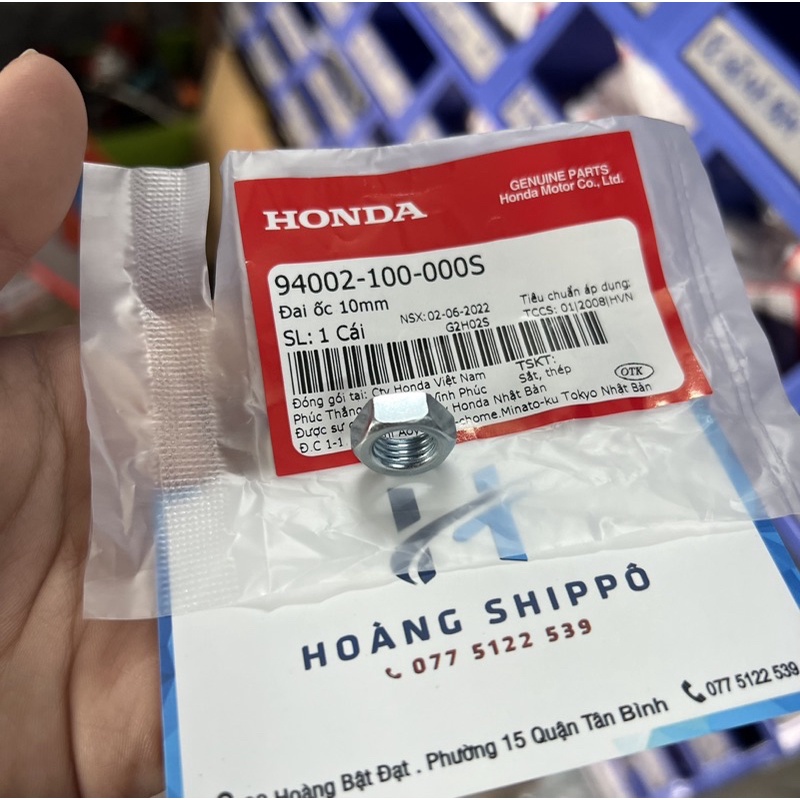 HONDA
GENUINE PARTS
Honda Motor Co., Ltd.
94002-100-000S
Đai ốc 10mm
SL: 1 Cái
NSX: 02-06-2022
G2H02S
Tiêu chuẩn áp dụng:
TCCS: 01|2008|HVN
TSKT:
Sắt, thép
OTK
Đóng gói tại: Cty Honda Việt Nam
Phúc Thắng Vĩnh Phúc
Được sự Honda Nhật Bản
Đ.C 1-1 -chome.Minato-ku Tokyo Nhật Bản
H
HOÀNG SHIPPÔ
077 5122 539
077 5122 539
Hoàng Bật Đạt . Phường 15 Quận Tân Bình